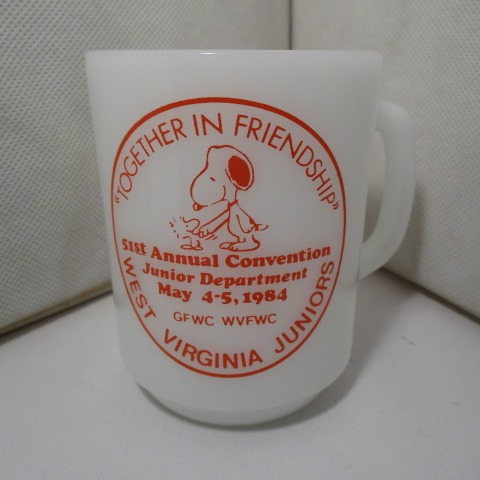 "TOGETHER IN FRIENDSHIP"
51st Annual Convention
Junior Department
May 4-5, 1984
GFWC WVFWC
WEST VIRGINIA JUNIORS